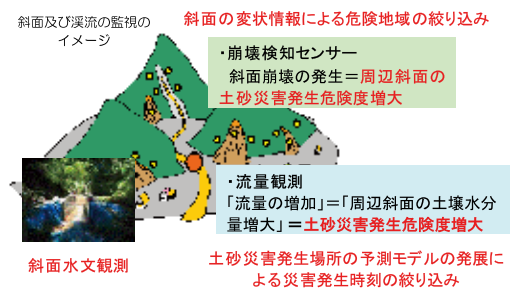 斜面及び渓流の監視の
イメージ
斜面の変状情報による危険地域の絞り込み
・崩壊検知センサー
斜面崩壊の発生＝周辺斜面の
土砂災害発生危険度増大
・流量観測
「流量の増加」＝「周辺斜面の土壌水分
量増大」＝土砂災害発生危険度増大
斜面水文観測
土砂災害発生場所の予測モデルの発展に
よる災害発生時刻の絞り込み